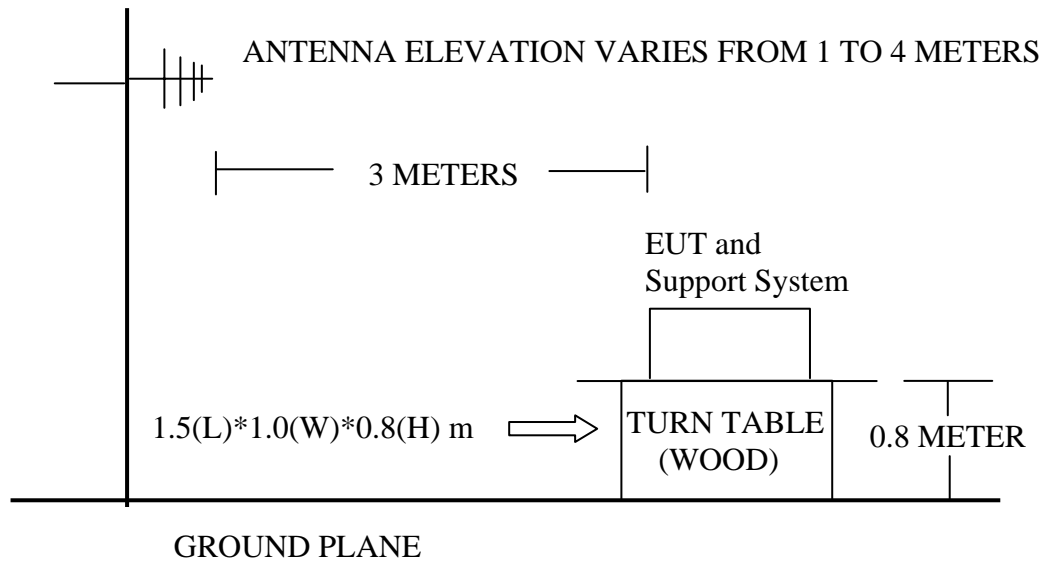 ANTENNA ELEVATION VARIES FROM 1 TO 4 METERS
3 METERS
EUT and
Support System
1.5(L)*1.0(W)*0.8(H) m
TURN TABLE
(WOOD)
0.8 METER
GROUND PLANE